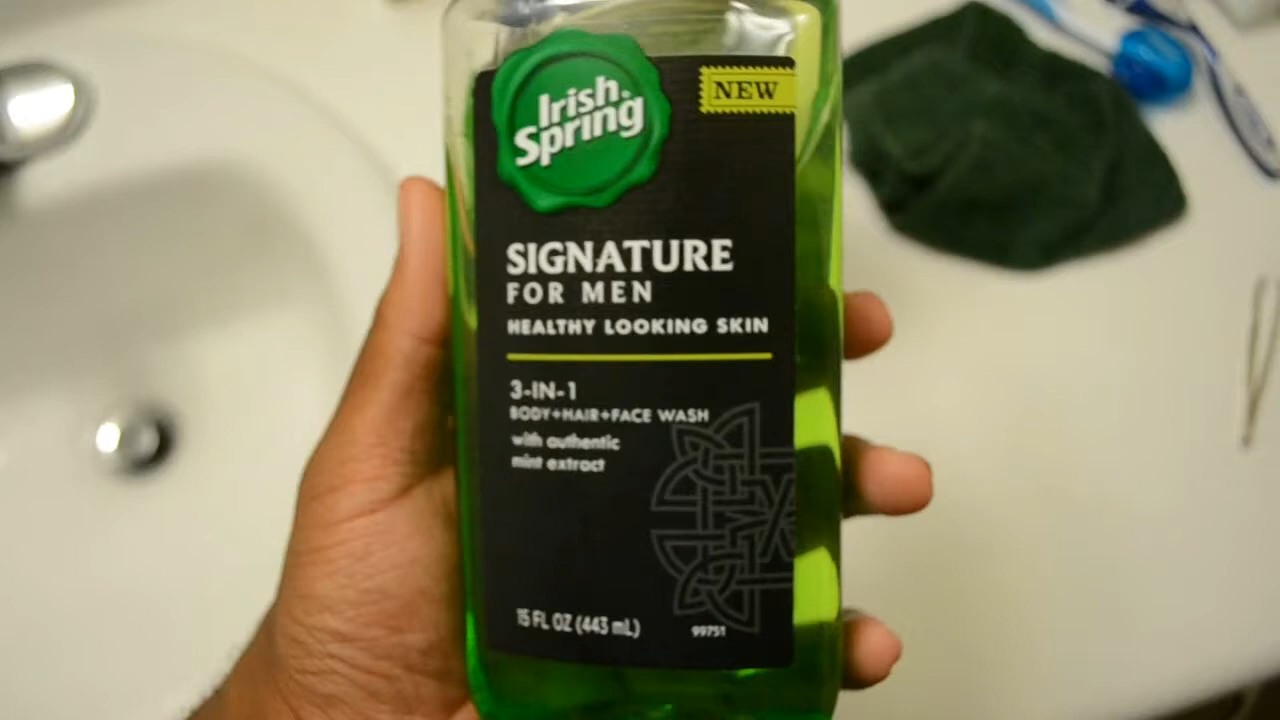 Irish
Spring
NEW
SIGNATURE
FOR MEN
HEALTHY LOOKING SKIN
3-IN-1
BODY+HAIR+FACE WASH
with authentic
mint extract
15 FL OZ (443 mL)
99751